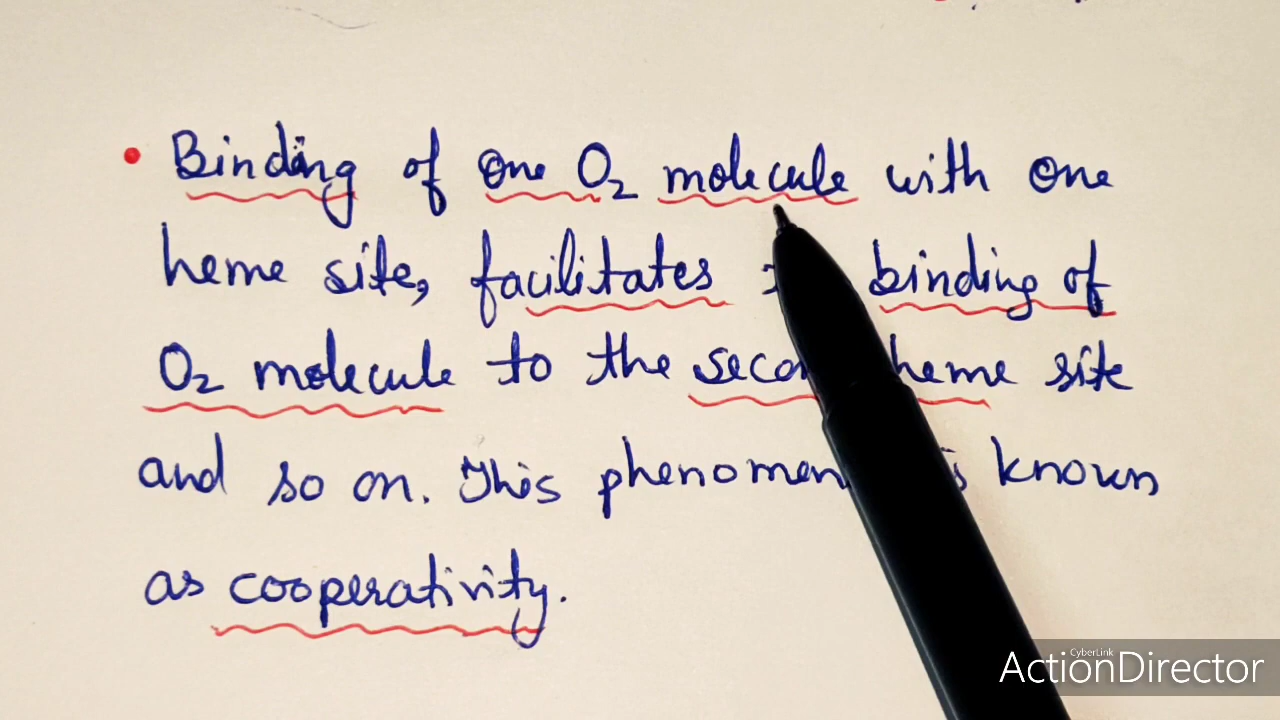 Binding of one O₂ molecule with one
heme site, facilitates binding of
O₂ molecule to the heme site
and so on. This known
as cooperativity.
CyberLink
ActionDirector